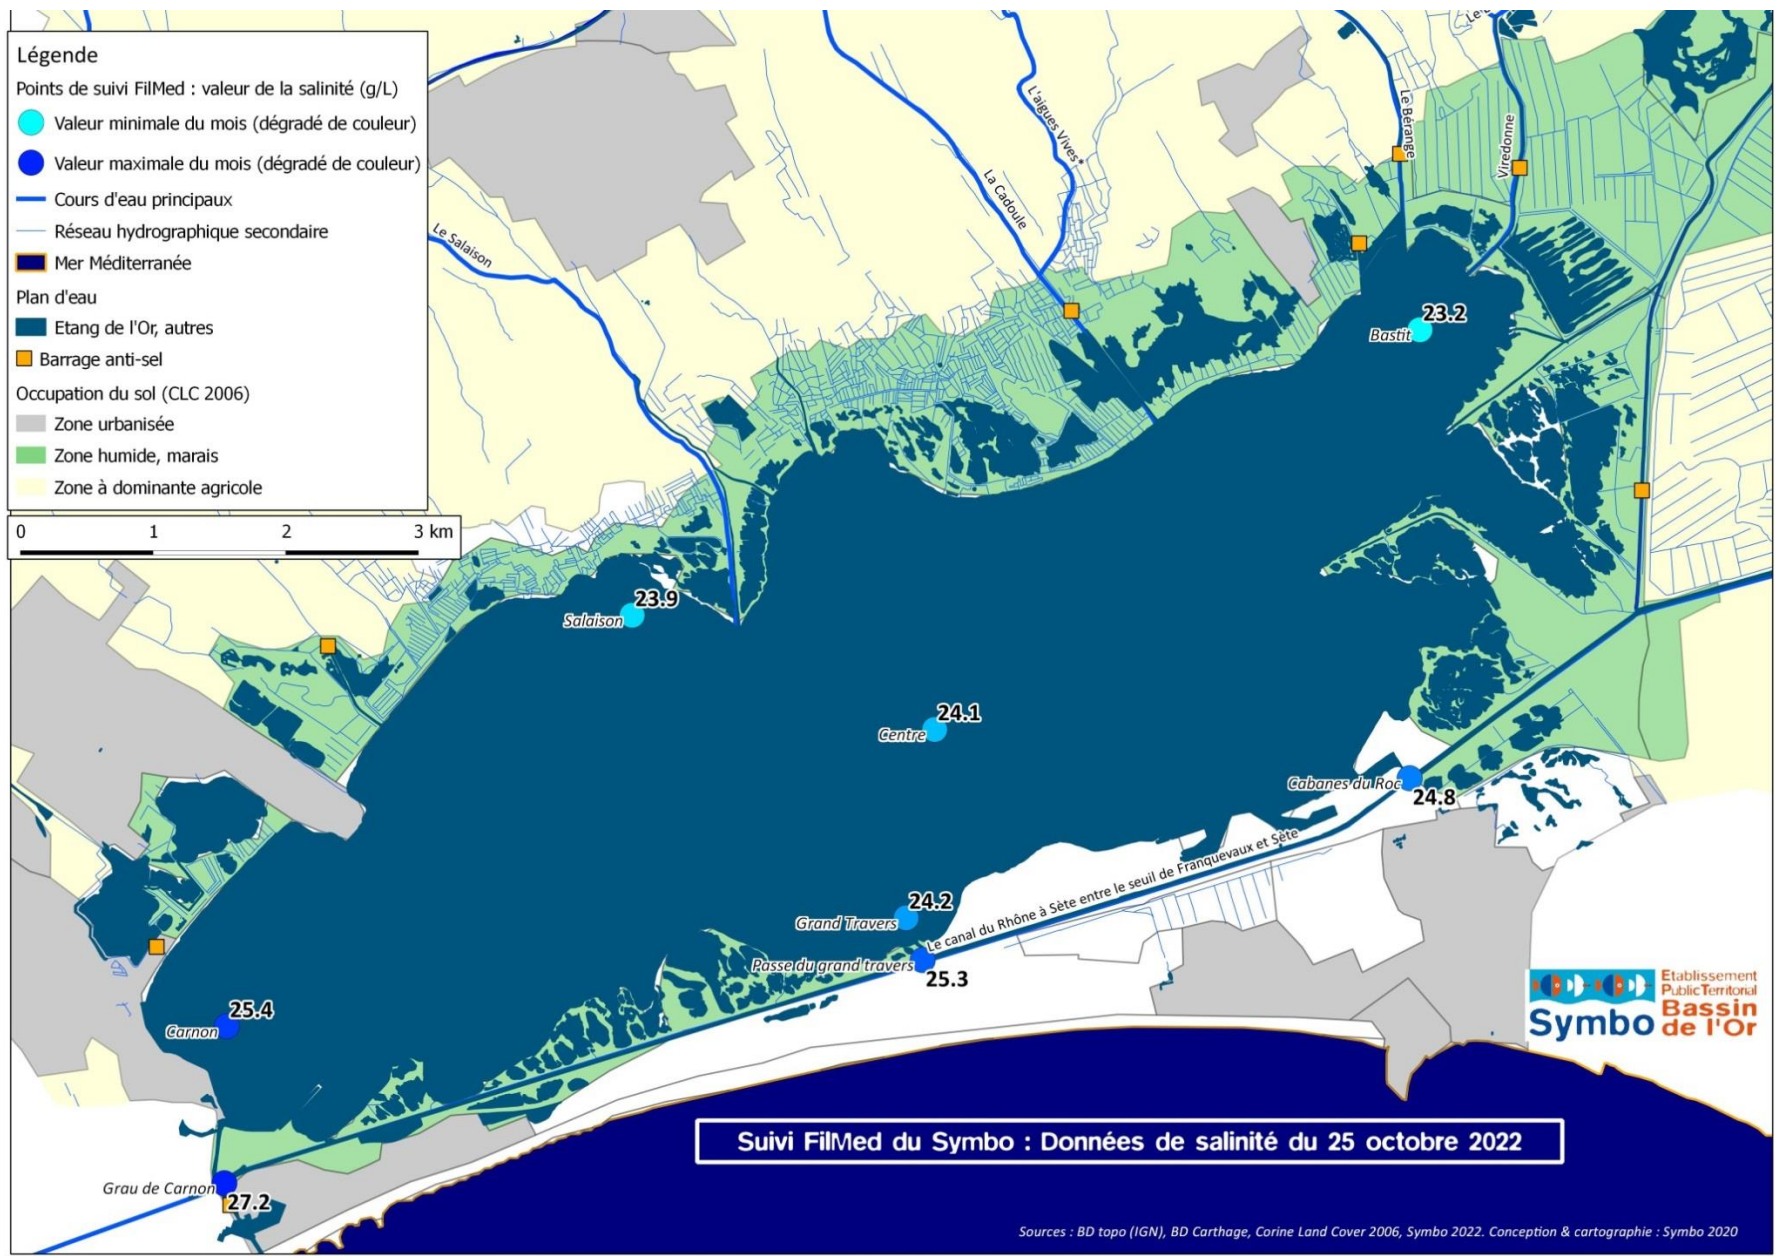 Légende
Points de suivi FilMed : valeur de la salinité (g/L)
Valeur minimale du mois (dégradé de couleur)
Valeur maximale du mois (dégradé de couleur)
Cours d'eau principaux
Réseau hydrographique secondaire
Mer Méditerranée
Plan d'eau
Etang de l'Or, autres
Barrage anti-sel
Occupation du sol (CLC 2006)
Zone urbanisée
Zone humide, marais
Zone à dominante agricole
0 1 2 3 km
Le Salaison
La Cadoule
L'aigues Vives*
Le Bérange
Viredonne
23.2
Bastit
23.9
Salaison
24.1
Centre
Cabanes du Roc
24.8
24.2
Grand Travers
Le canal du Rhône à Sète entre le seuil de Franquevaux et Sète
Passe du grand travers
25.3
25.4
Carnon
Grau de Carnon
27.2
Etablissement
Public Territorial
Bassin
de l'Or
Symbo
Suivi FilMed du Symbo : Données de salinité du 25 octobre 2022
Sources : BD topo (IGN), BD Carthage, Corine Land Cover 2006, Symbo 2022. Conception & cartographie : Symbo 2020